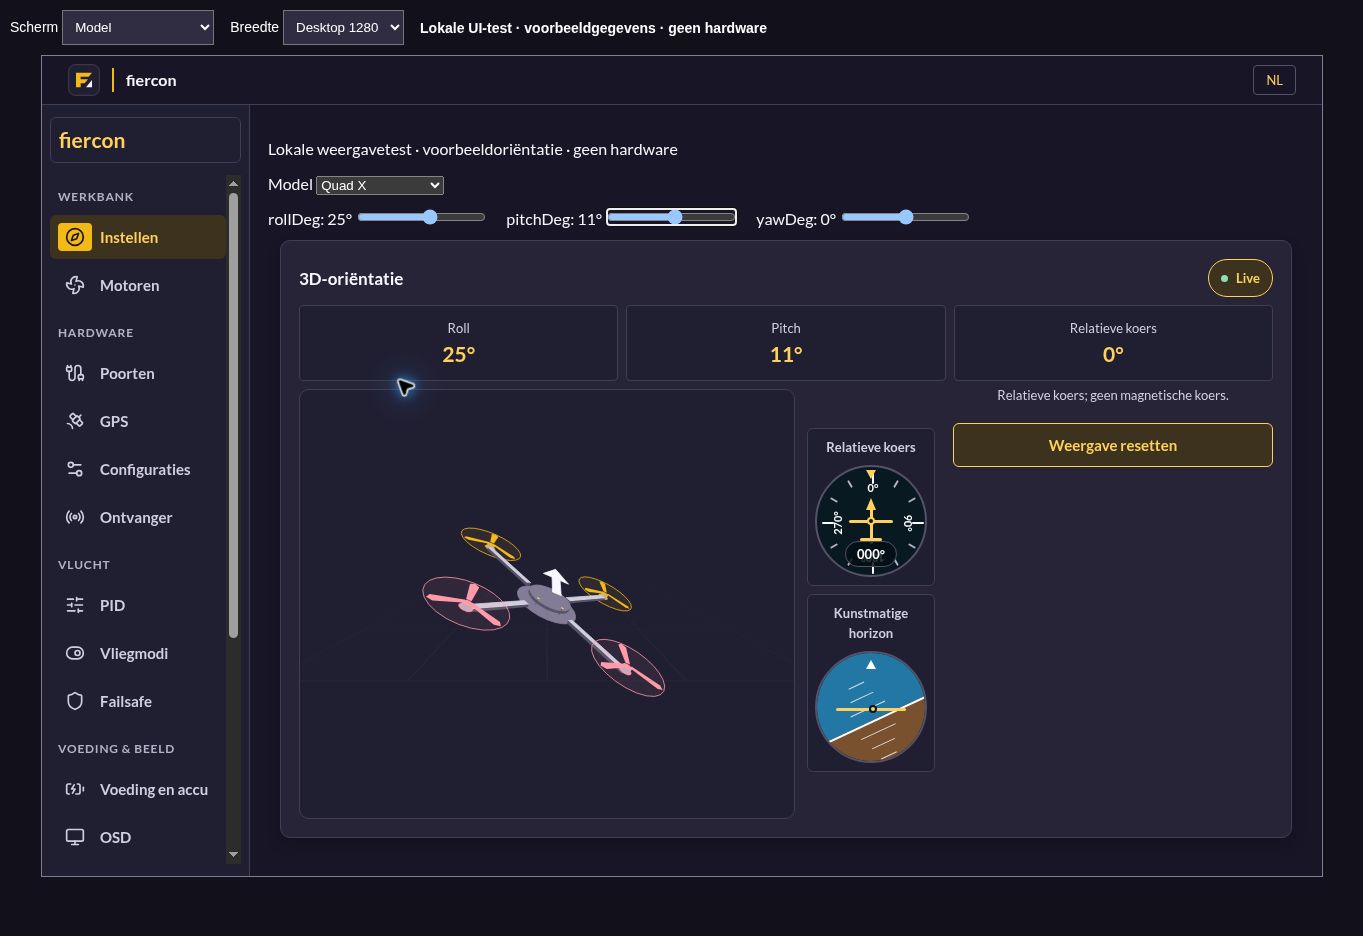 Scherm Model Breedte Desktop 1280 Lokale UI-test · voorbeeldgegevens · geen hardware
fiercon NL
fiercon
WERKBANK
Instellen
Motoren
HARDWARE
Poorten
GPS
Configuraties
Ontvanger
VLUCHT
PID
Vliegmodi
Failsafe
VOEDING & BEELD
Voeding en accu
OSD
Lokale weergavetest · voorbeeldoriëntatie · geen hardware
Model Quad X
rollDeg: 25° pitchDeg: 11° yawDeg: 0°
3D-oriëntatie Live
Roll Pitch Relatieve koers
25° 11° 0°
Relatieve koers; geen magnetische koers.
Weergave resetten
Relatieve koers
0°
270° 90°
000°
Kunstmatige
horizon